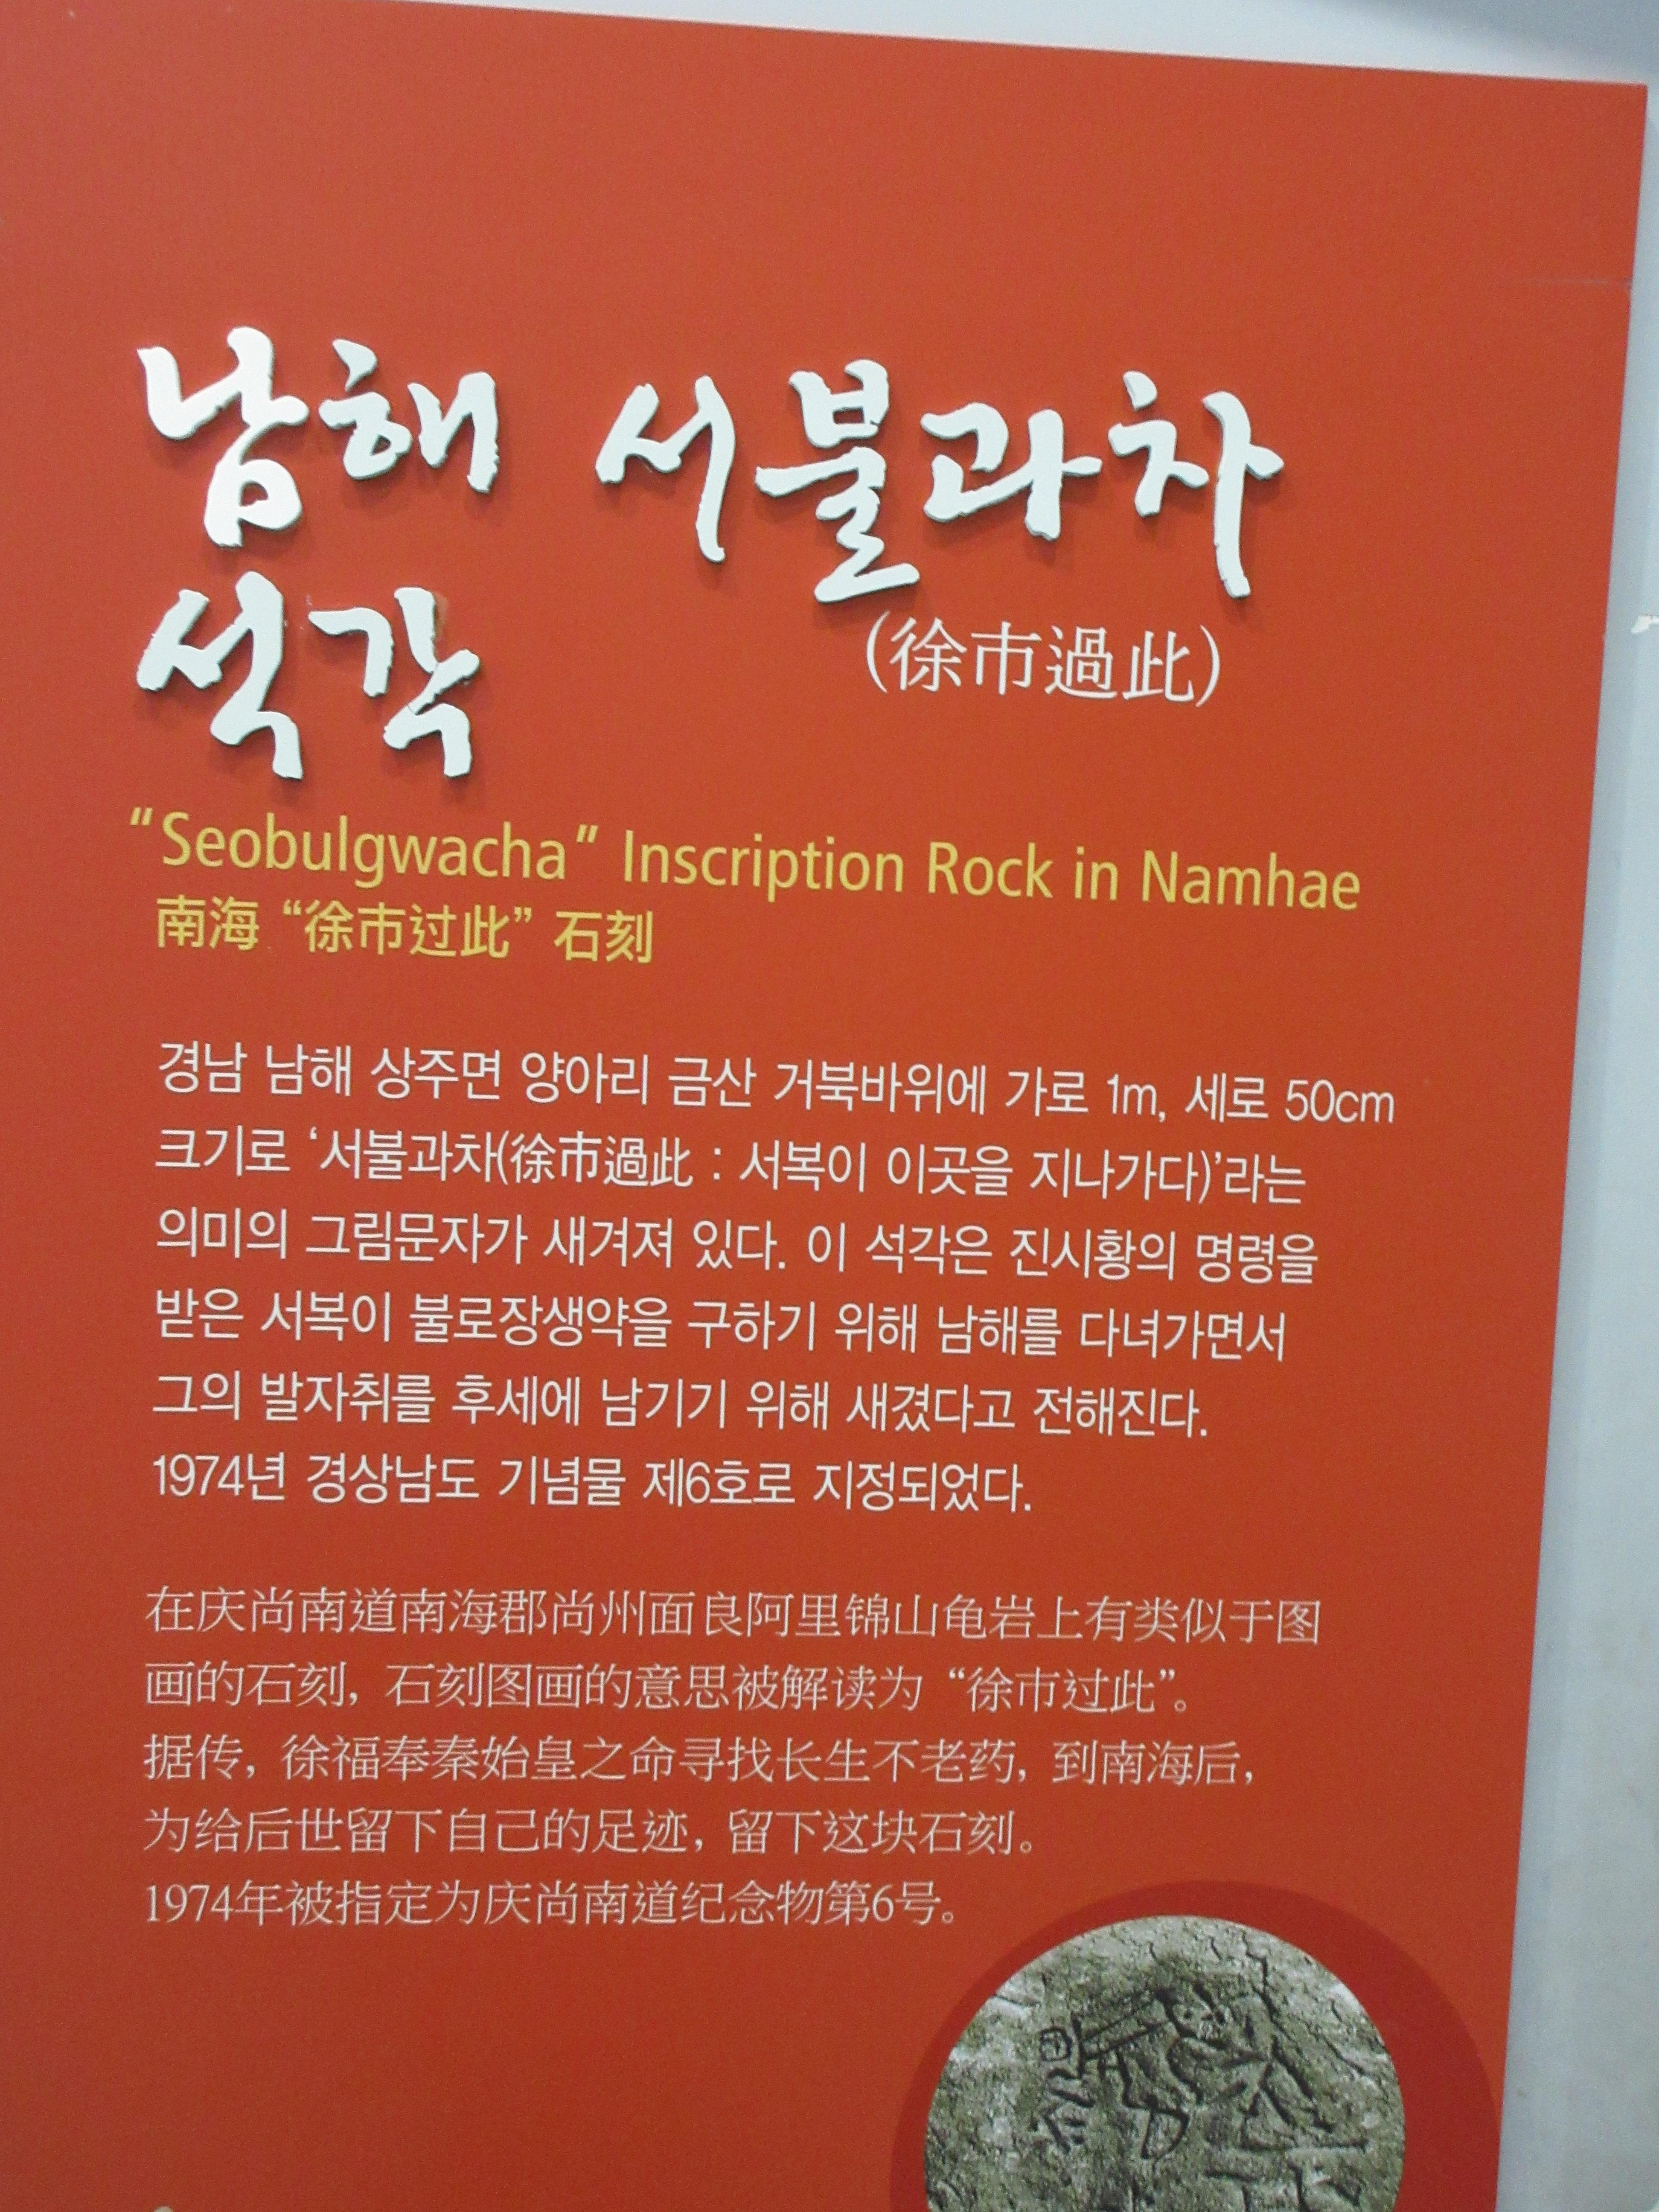 남해 서불과차
석각
(徐市過此)
"Seobulgwacha" Inscription Rock in Namhae
南海 “徐市过此” 石刻
경남 남해 상주면 양아리 금산 거북바위에 가로 1m, 세로 50cm
크기로 ‘서불과차(徐市過此 : 서복이 이곳을 지나가다)’라는
의미의 그림문자가 새겨져 있다. 이 석각은 진시황의 명령을
받은 서복이 불로장생약을 구하기 위해 남해를 다녀가면서
그의 발자취를 후세에 남기기 위해 새겼다고 전해진다.
1974년 경상남도 기념물 제6호로 지정되었다.
在庆尚南道南海郡尚州面良阿里锦山龟岩上有类似于图
画的石刻, 石刻图画的意思被解读为 “徐市过此”。
据传, 徐福奉秦始皇之命寻找长生不老药, 到南海后,
为给后世留下自己的足迹, 留下这块石刻。
1974年被指定为庆尚南道纪念物第6号。